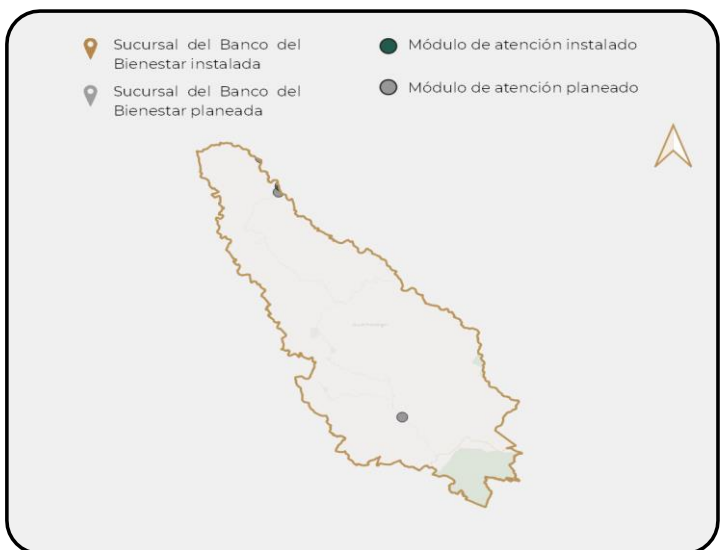 Sucursal del Banco del
Bienestar instalada
Sucursal del Banco del
Bienestar planeada
Módulo de atención instalado
Módulo de atención planeado